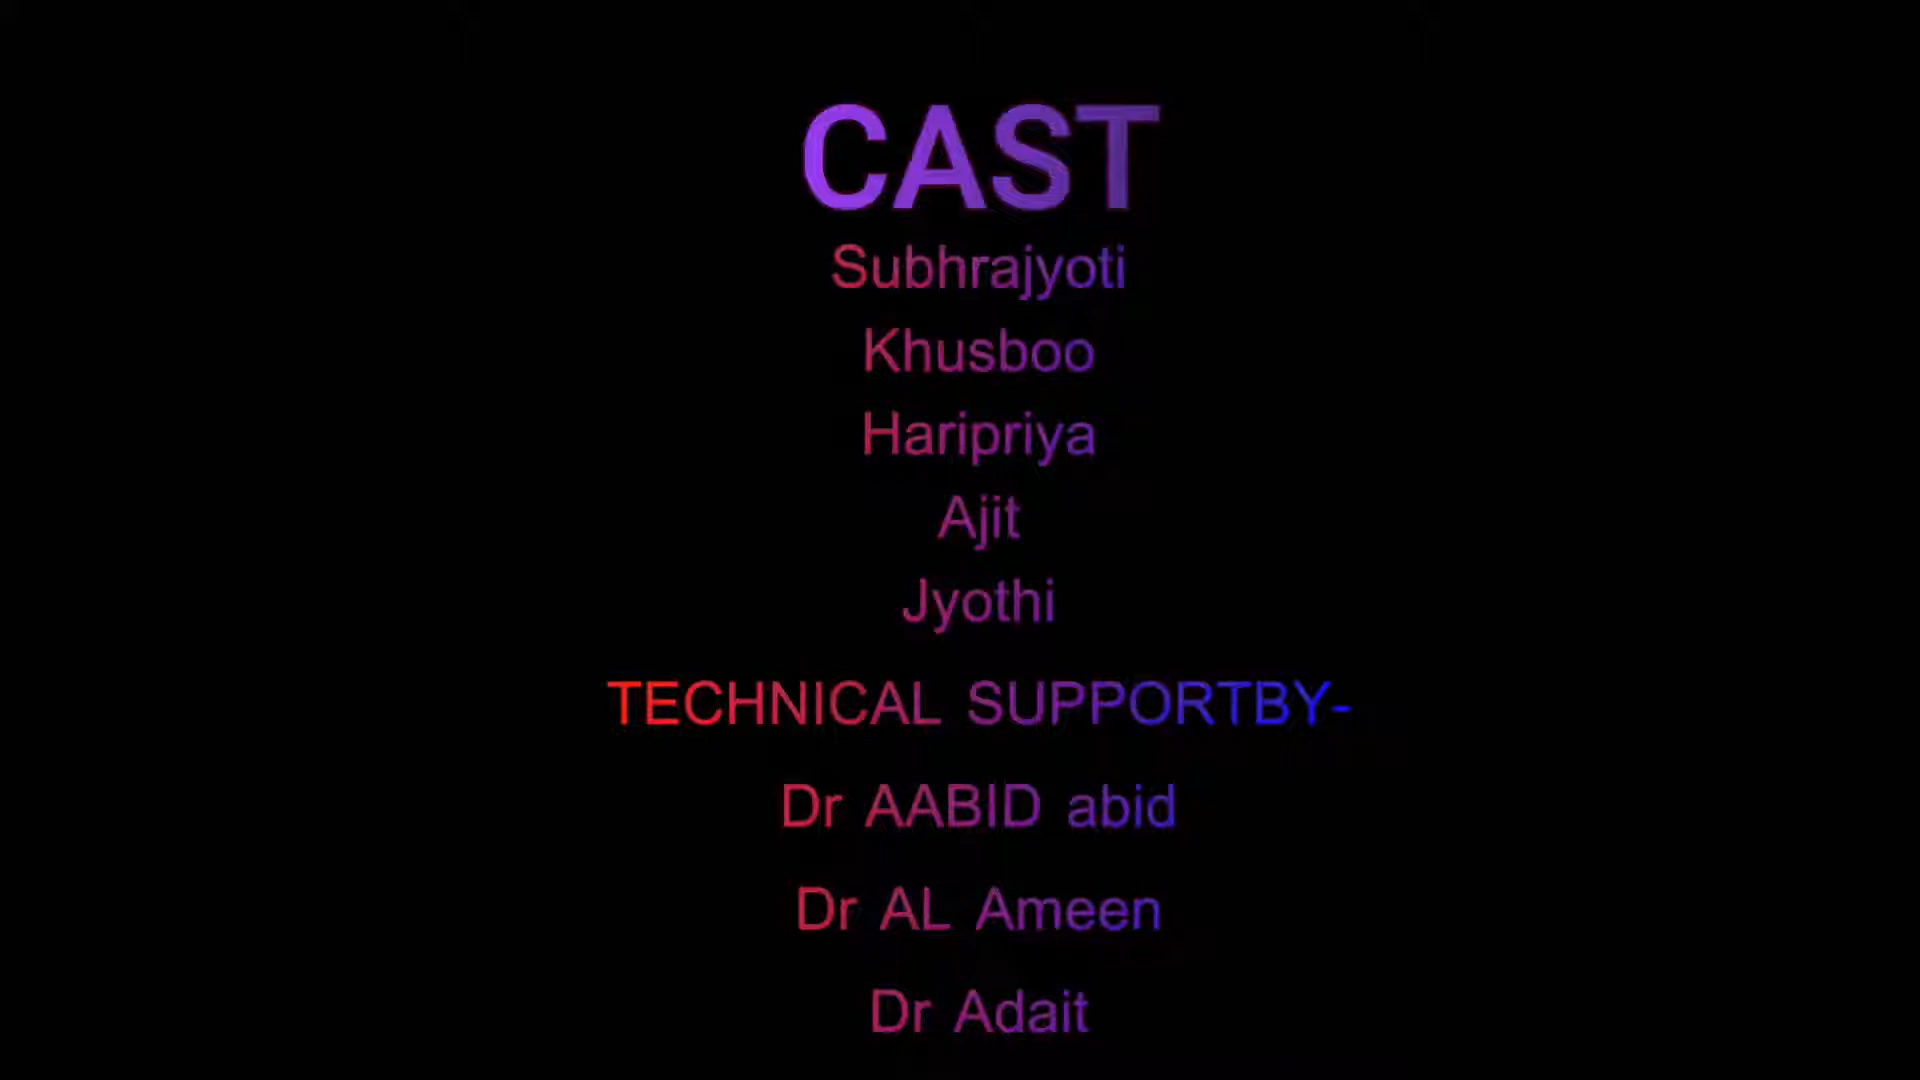 CAST
Subhrajyoti
Khusboo
Haripriya
Ajit
Jyothi
TECHNICAL SUPPORTBY-
Dr AABID abid
Dr AL Ameen
Dr Adait